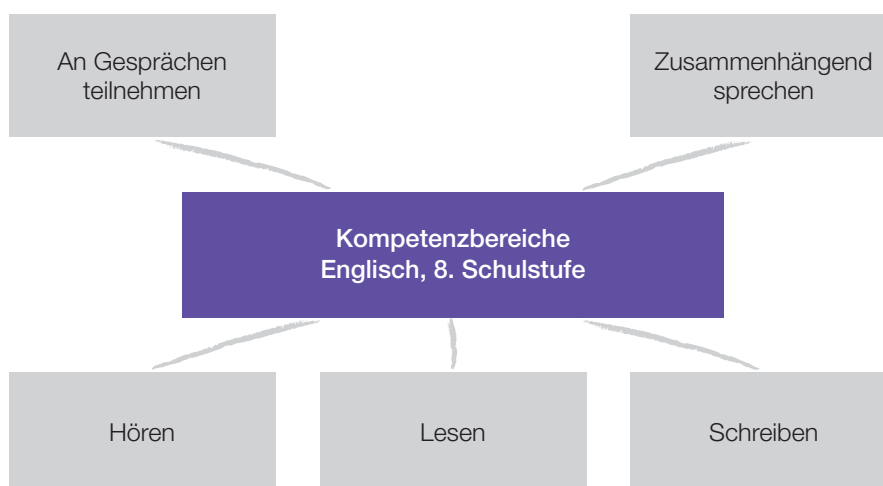 An Gesprächen
teilnehmen
Zusammenhängend
sprechen
Kompetenzbereiche
Englisch, 8. Schulstufe
Hören
Lesen
Schreiben